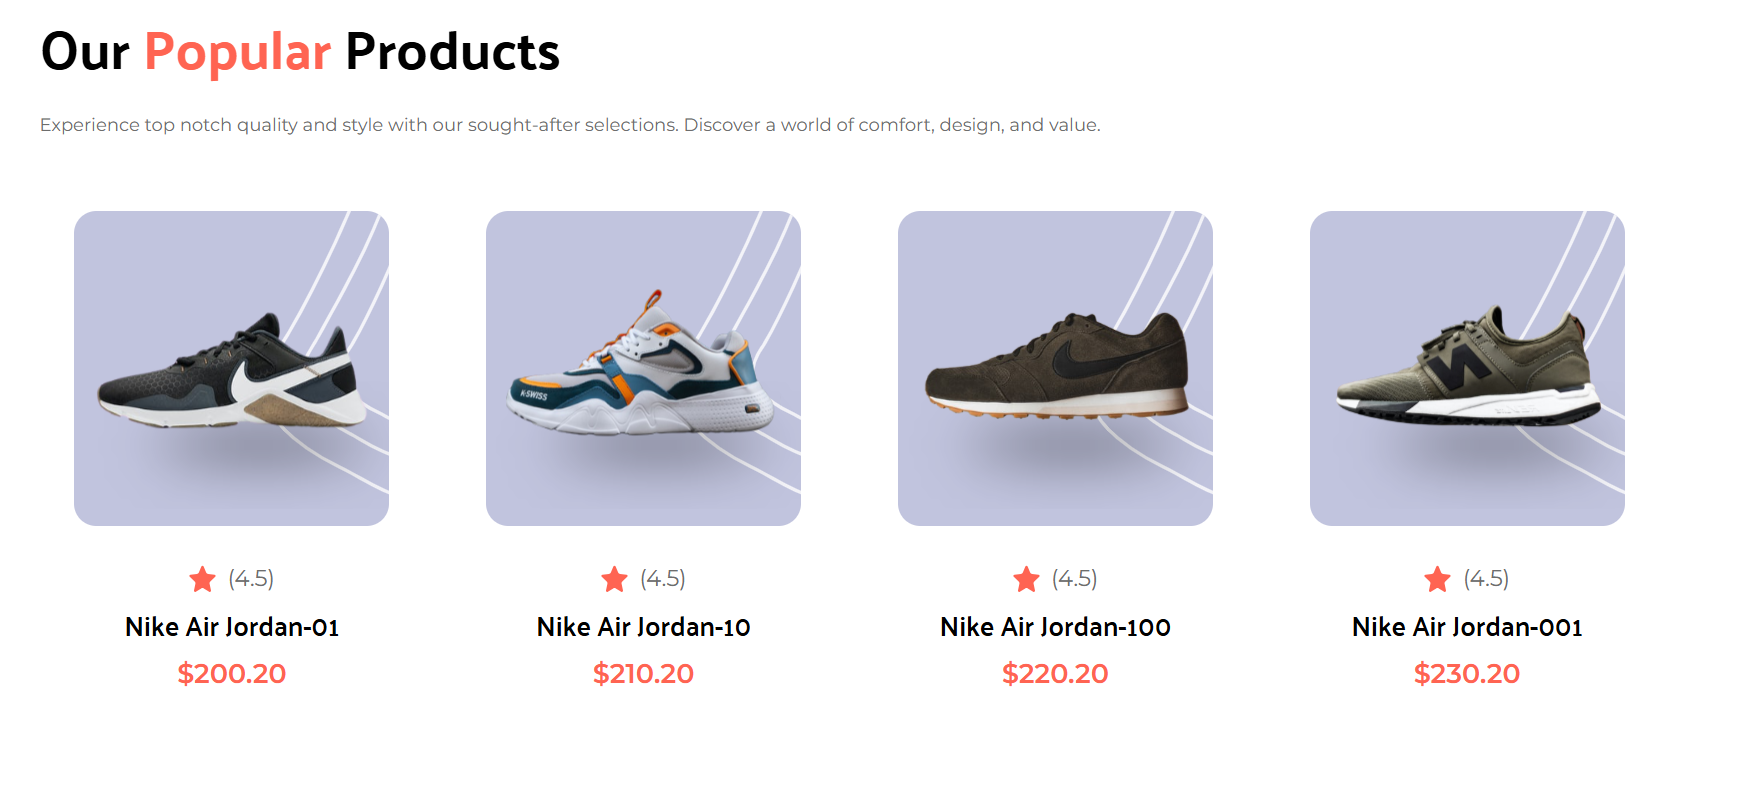 Our Popular Products
Experience top notch quality and style with our sought-after selections. Discover a world of comfort, design, and value.
K-SWISS
(4.5)
Nike Air Jordan-01
$200.20
(4.5)
Nike Air Jordan-10
$210.20
(4.5)
Nike Air Jordan-100
$220.20
(4.5)
Nike Air Jordan-001
$230.20